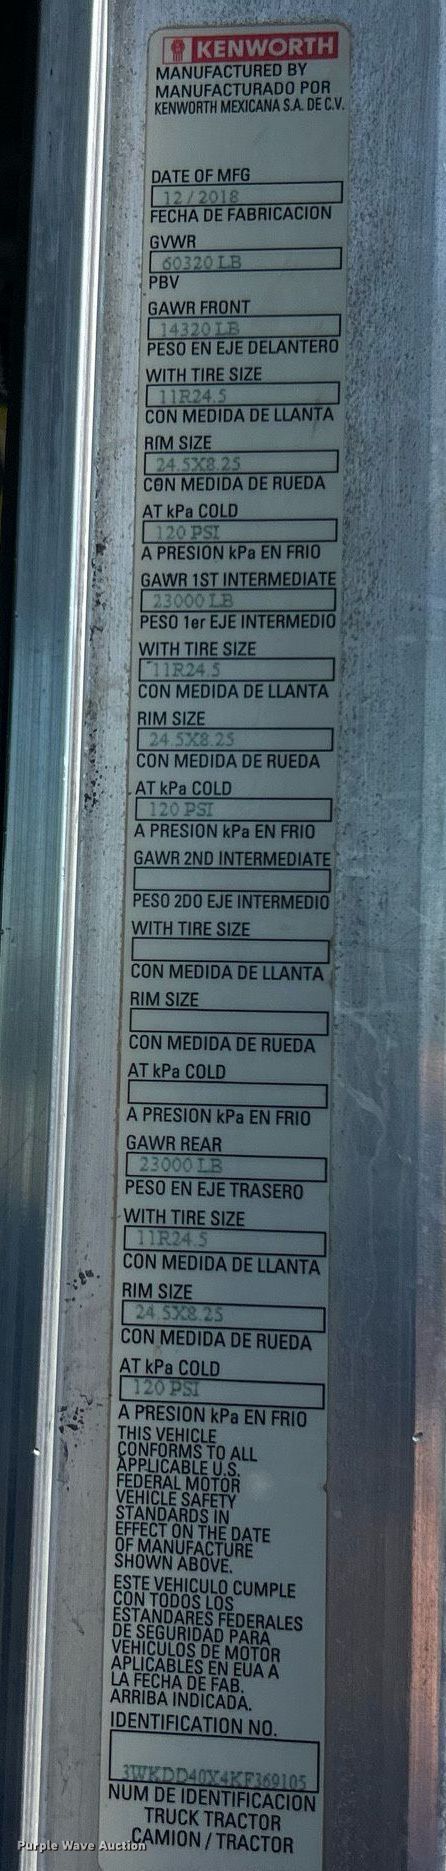 KENWORTH
MANUFACTURED BY
MANUFACTURADO POR
KENWORTH MEXICANA S.A. DE C.V.
DATE OF MFG
12/2018
FECHA DE FABRICACION
GVWR
60320 LB
PBV
GAWR FRONT
14320 LB
PESO EN EJE DELANTERO
WITH TIRE SIZE
11R24.5
CON MEDIDA DE LLANTA
RIM SIZE
24.5X8.25
CON MEDIDA DE RUEDA
AT kPa COLD
120 PSI
A PRESION kPa EN FRIO
GAWR 1ST INTERMEDIATE
23000 LB
PESO 1er EJE INTERMEDIO
WITH TIRE SIZE
11R24.5
CON MEDIDA DE LLANTA
RIM SIZE
24.5X8.25
CON MEDIDA DE RUEDA
AT kPa COLD
120 PSI
A PRESION kPa EN FRIO
GAWR 2ND INTERMEDIATE
PESO 2DO EJE INTERMEDIO
WITH TIRE SIZE
CON MEDIDA DE LLANTA
RIM SIZE
CON MEDIDA DE RUEDA
AT kPa COLD
A PRESION kPa EN FRIO
GAWR REAR
23000 LB
PESO EN EJE TRASERO
WITH TIRE SIZE
11R24.5
CON MEDIDA DE LLANTA
RIM SIZE
24.5X8.25
CON MEDIDA DE RUEDA
AT kPa COLD
120 PSI
A PRESION kPa EN FRIO
THIS VEHICLE
CONFORMS TO ALL
APPLICABLE U.S.
FEDERAL MOTOR
VEHICLE SAFETY
STANDARDS IN
EFFECT ON THE DATE
OF MANUFACTURE
SHOWN ABOVE.
ESTE VEHICULO CUMPLE
CON TODOS LOS
ESTANDARES FEDERALES
DE SEGURIDAD PARA
VEHICULOS DE MOTOR
APLICABLES EN EUA A
LA FECHA DE FAB.
ARRIBA INDICADA.
IDENTIFICATION NO.
3WKDD40X4KF369105
NUM DE IDENTIFICACION
TRUCK TRACTOR
CAMION / TRACTOR
Purple Wave Auction